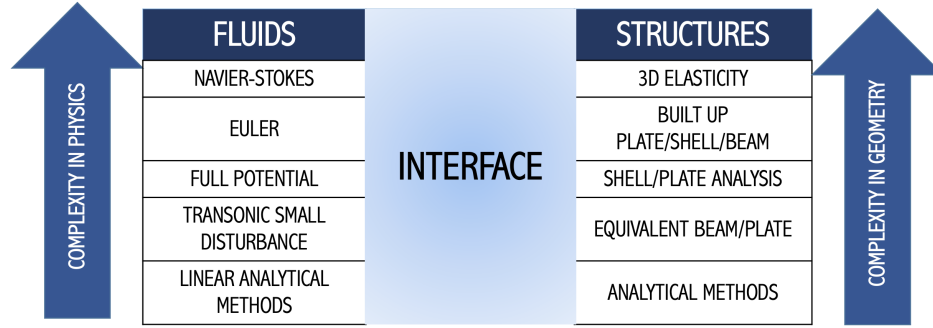 COMPLEXITY IN PHYSICS
FLUIDS
NAVIER-STOKES
EULER
FULL POTENTIAL
TRANSONIC SMALL
DISTURBANCE
LINEAR ANALYTICAL
METHODS
INTERFACE
STRUCTURES
3D ELASTICITY
BUILT UP
PLATE/SHELL/BEAM
SHELL/PLATE ANALYSIS
EQUIVALENT BEAM/PLATE
ANALYTICAL METHODS
COMPLEXITY IN GEOMETRY